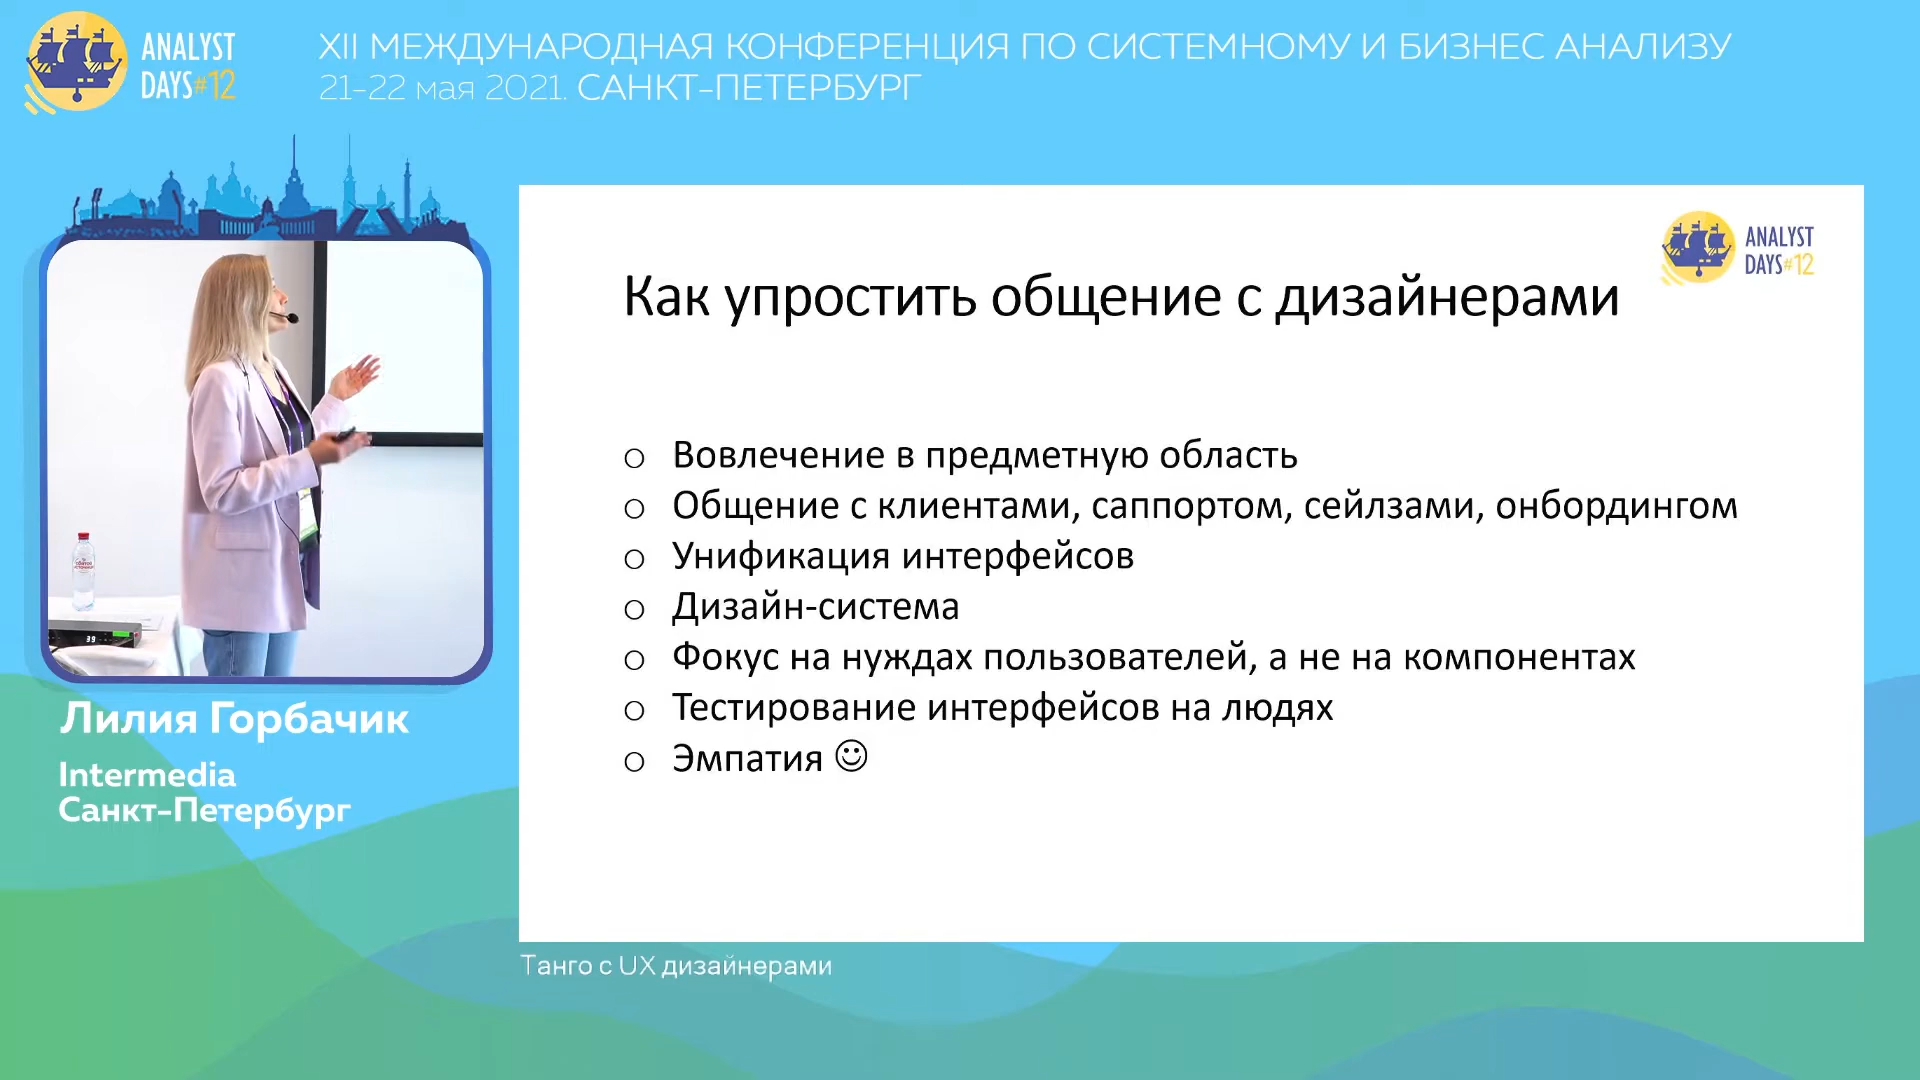 ANALYST
DAYS#12
XII МЕЖДУНАРОДНАЯ КОНФЕРЕНЦИЯ ПО СИСТЕМНОМУ И БИЗНЕС АНАЛИЗУ
21-22 мая 2021. САНКТ-ПЕТЕРБУРГ
ANALYST
DAYS#12
Как упростить общение с дизайнерами
Вовлечение в предметную область
Общение с клиентами, саппортом, сейлзами, онбордингом
Унификация интерфейсов
Дизайн-система
Фокус на нуждах пользователей, а не на компонентах
Тестирование интерфейсов на людях
Эмпатия ☺
39
Лилия Горбачик
Intermedia
Санкт-Петербург
Танго с UX дизайнерами